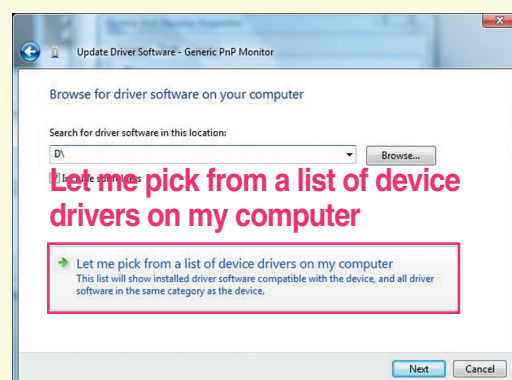 Update Driver Software - Generic PnP Monitor
Browse for driver software on your computer
Search for driver software in this location:
D\
Browse...
Let me pick from a list of device
drivers on my computer
Let me pick from a list of device drivers on my computer
This list will show installed driver software compatible with the device, and all driver
software in the same category as the device.
Next
Cancel